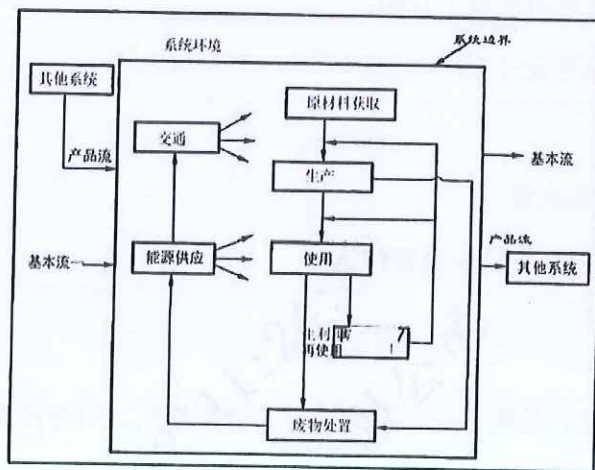 系统环境
系统边界
其他系统
原材料获取
交通
产品流
生产
基本流
产品流
基本流
能源供应
使用
其他系统
再使用
废物处置